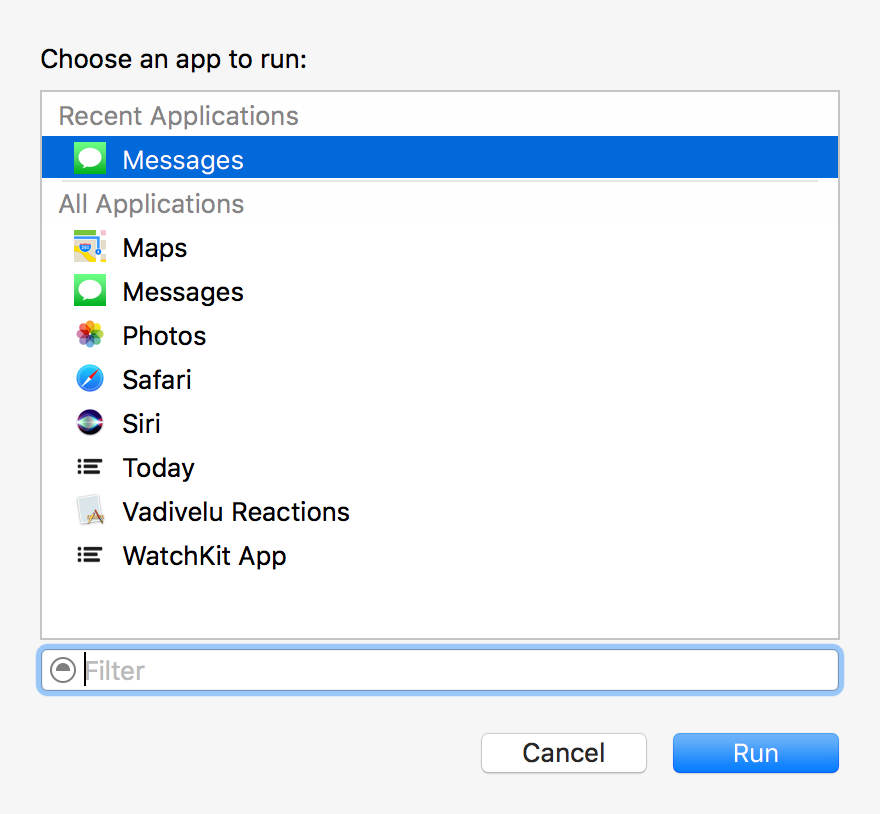 Choose an app to run:
Recent Applications
Messages
All Applications
Maps
Messages
Photos
Safari
Siri
Today
Vadivelu Reactions
WatchKit App
Filter
Cancel Run